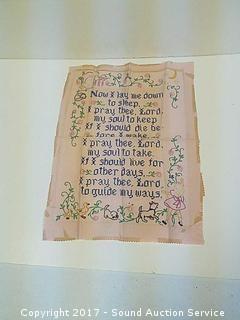 Now I lay me down
to sleep,
I pray thee, Lord,
my soul to keep
If I should die be
fore I wake,
I pray thee, Lord,
my soul to take.
If I should live for
other days,
I pray thee, Lord,
to guide my ways.
Copyright 2017 - Sound Auction Service